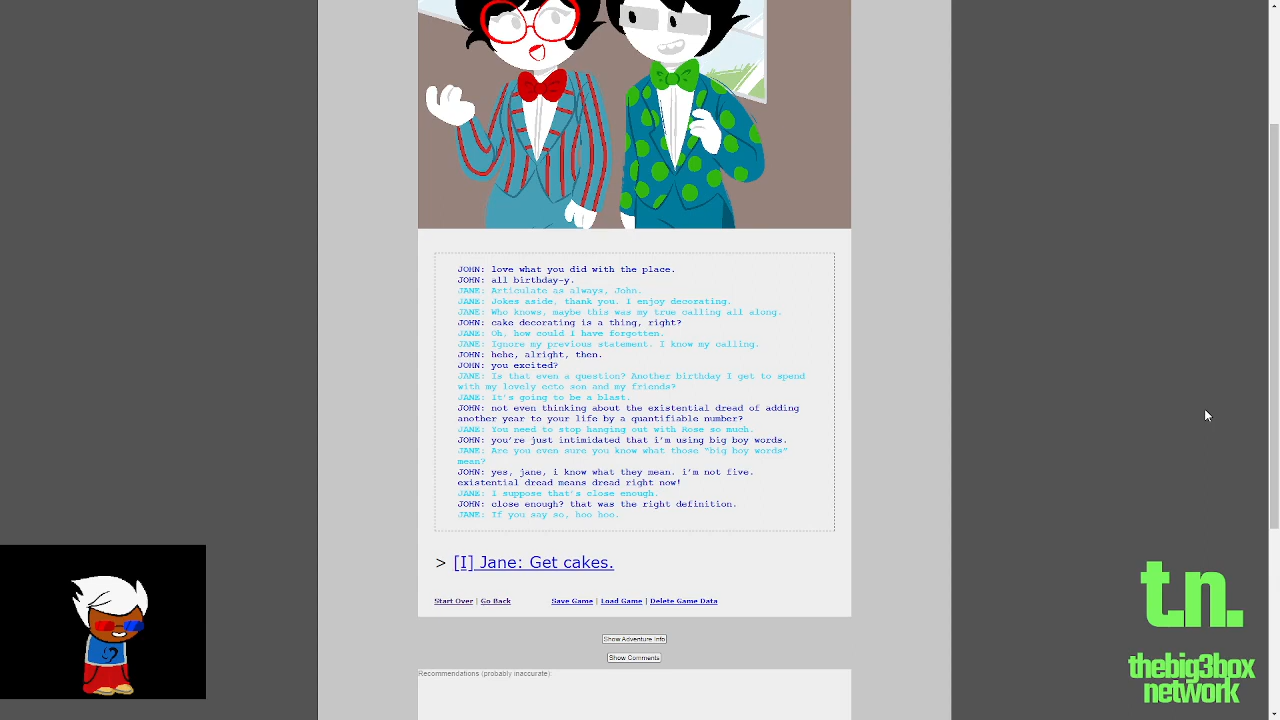 JOHN: love what you did with the place.
JOHN: all birthday-y.
JANE: Articulate as always, John.
JANE: Jokes aside, thank you. I enjoy decorating.
JANE: Who knows, maybe this was my true calling all along.
JOHN: cake decorating is a thing, right?
JANE: Oh, how could I have forgotten.
JANE: Ignore my previous statement. I know my calling.
JOHN: hehe, alright, then.
JOHN: you excited?
JANE: Is that even a question? Another birthday I get to spend
with my lovely ecto son and my friends?
JANE: It's going to be a blast.
JOHN: not even thinking about the existential dread of adding
another year to your life by a quantifiable number?
JANE: You need to stop hanging out with Rose so much.
JOHN: you're just intimidated that i'm using big boy words.
JANE: Are you even sure you know what those “big boy words”
mean?
JOHN: yes, jane, i know what they mean. i'm not five.
existential dread means dread right now!
JANE: I suppose that's close enough.
JOHN: close enough? that was the right definition.
JANE: If you say so, hoo hoo.
> [I] Jane: Get cakes.
Start Over | Go Back Save Game | Load Game | Delete Game Data
Show Adventure Info
Show Comments
Recommendations (probably inaccurate):
tn.
thebig3box
network